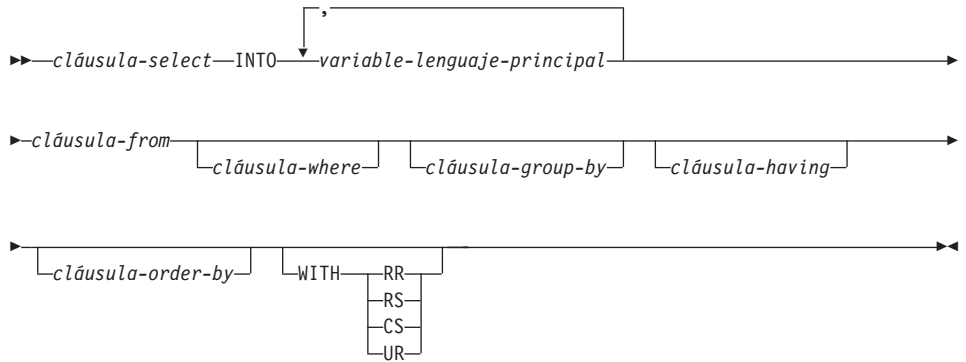 ,
cláusula-select INTO variable-lenguaje-principal
cláusula-from
cláusula-where cláusula-group-by cláusula-having
cláusula-order-by WITH RR
RS
CS
UR